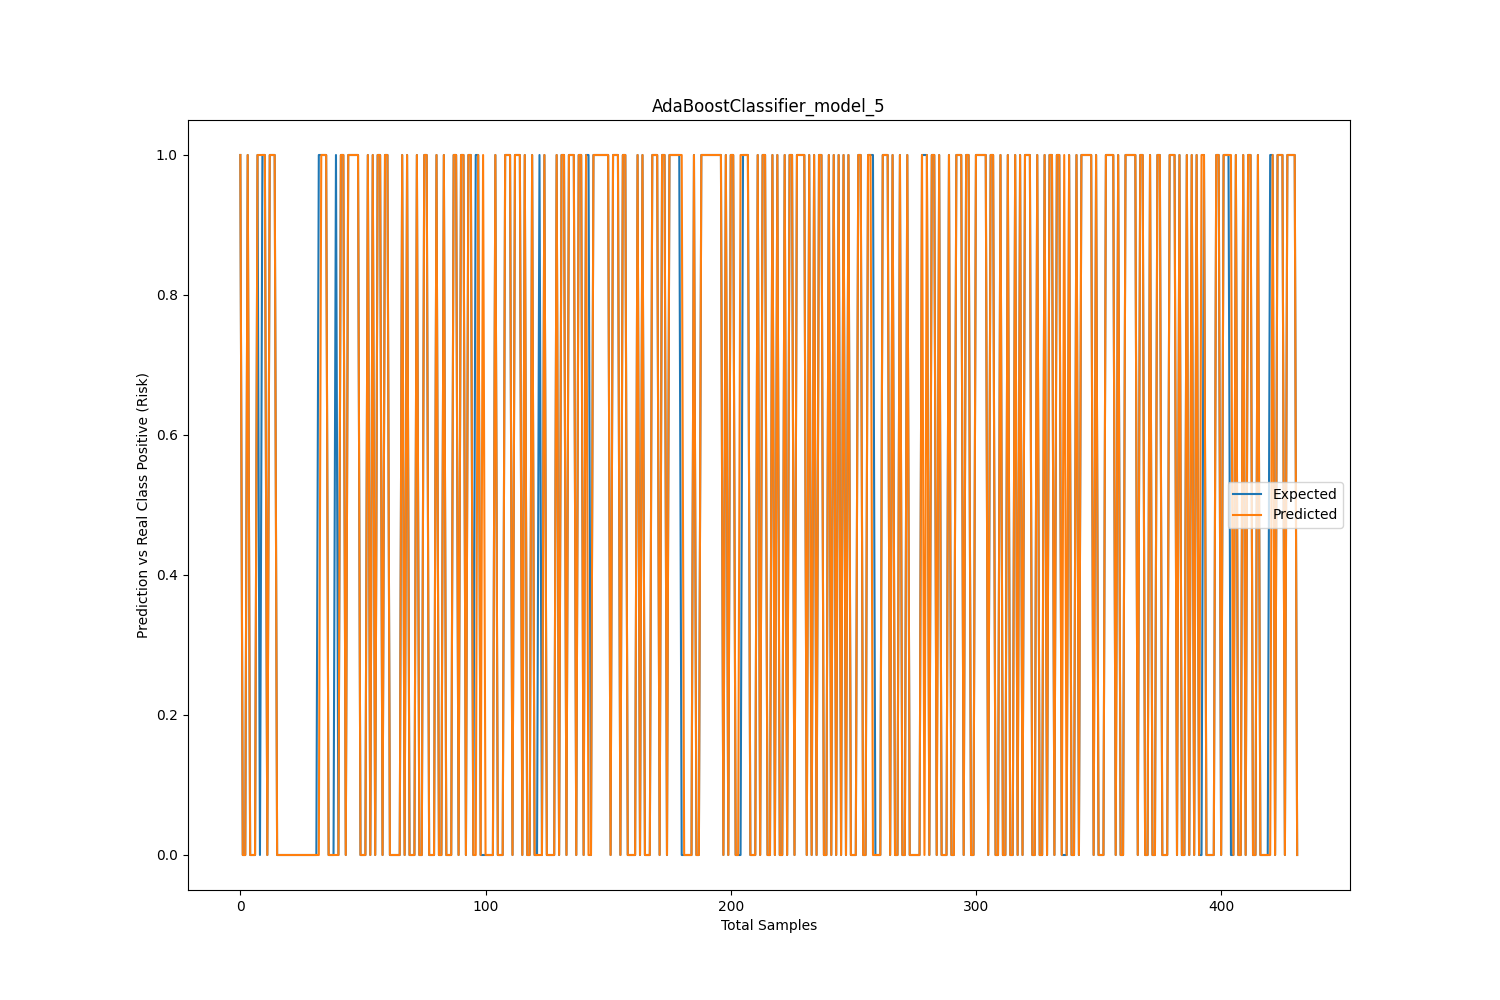 AdaBoostClassifier_model_5
Prediction vs Real Class Positive (Risk)
1.0
0.8
0.6
0.4
0.2
0.0
Expected
Predicted
0
100
200
300
400
Total Samples